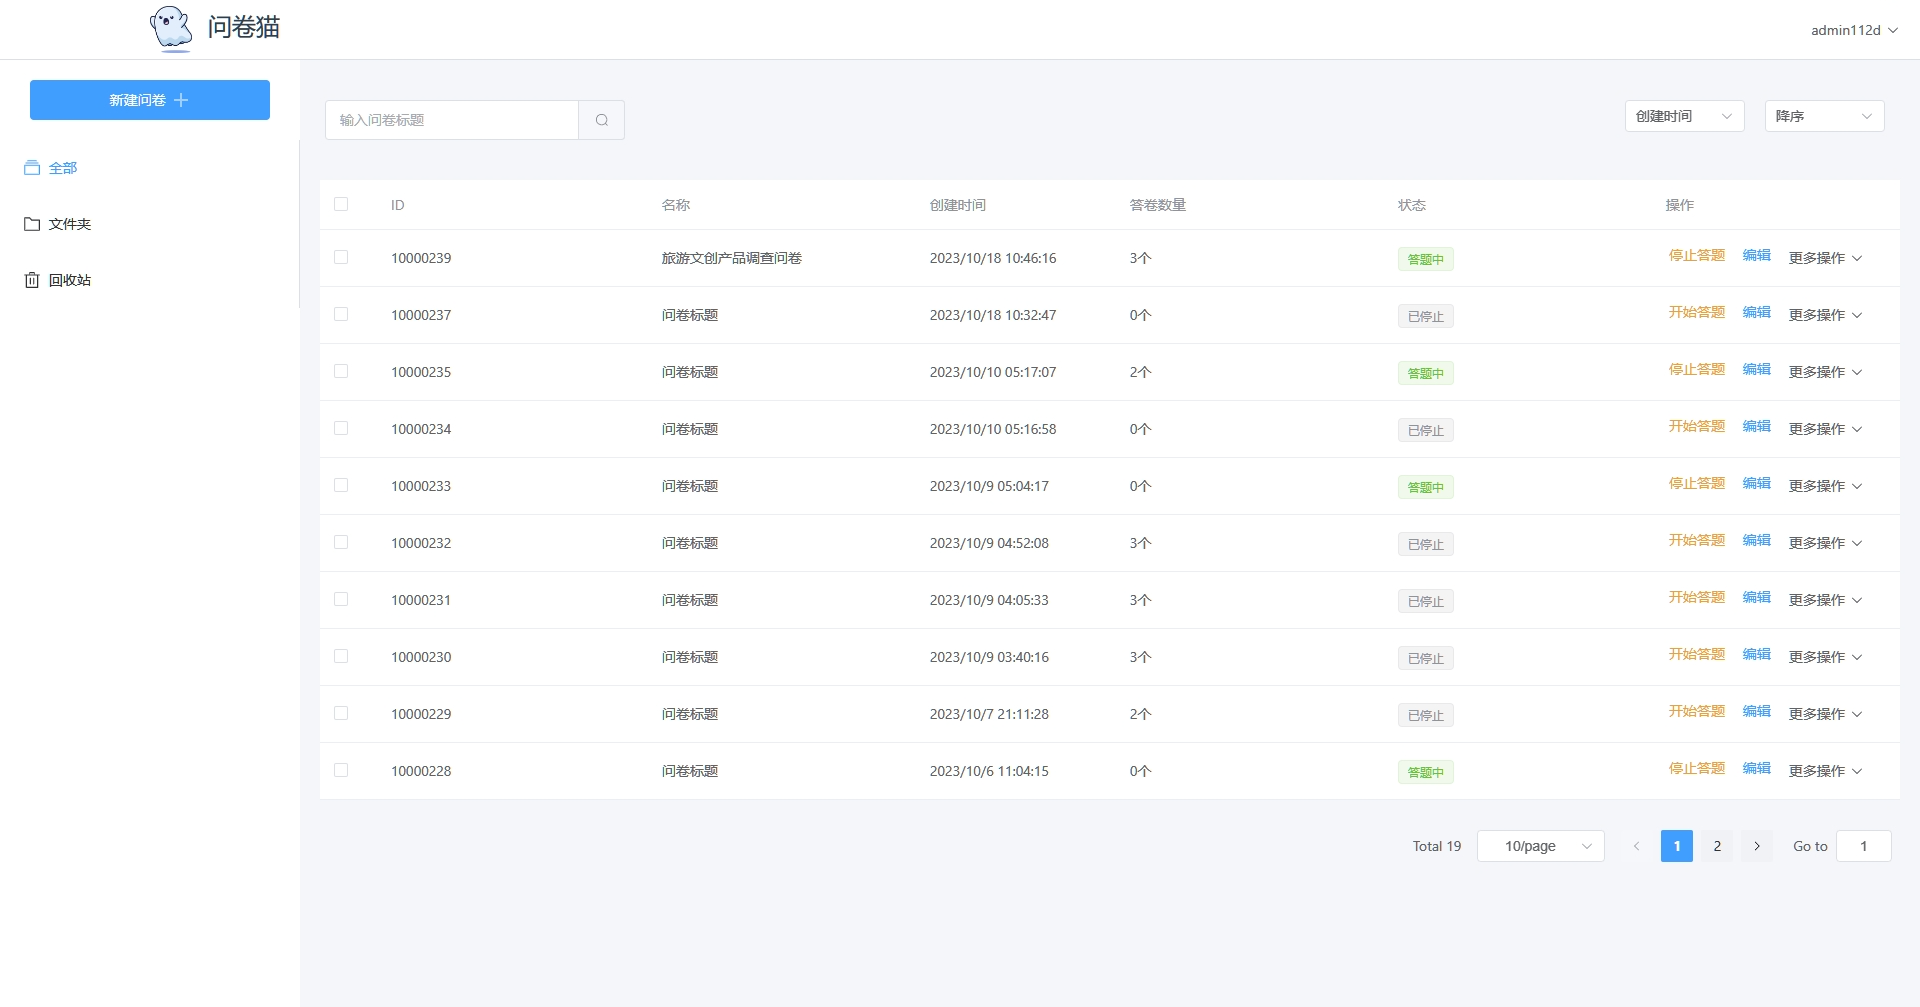 问卷猫
admin112d
新建问卷
全部
文件夹
回收站
输入问卷标题
创建时间 降序
ID 名称 创建时间 答卷数量 状态 操作
10000239 旅游文创产品调查问卷 2023/10/18 10:46:16 3个 答题中 停止答题 编辑 更多操作
10000237 问卷标题 2023/10/18 10:32:47 0个 已停止 开始答题 编辑 更多操作
10000235 问卷标题 2023/10/10 05:17:07 2个 答题中 停止答题 编辑 更多操作
10000234 问卷标题 2023/10/10 05:16:58 0个 已停止 开始答题 编辑 更多操作
10000233 问卷标题 2023/10/9 05:04:17 0个 答题中 停止答题 编辑 更多操作
10000232 问卷标题 2023/10/9 04:52:08 3个 已停止 开始答题 编辑 更多操作
10000231 问卷标题 2023/10/9 04:05:33 3个 已停止 开始答题 编辑 更多操作
10000230 问卷标题 2023/10/9 03:40:16 3个 已停止 开始答题 编辑 更多操作
10000229 问卷标题 2023/10/7 21:11:28 2个 已停止 开始答题 编辑 更多操作
10000228 问卷标题 2023/10/6 11:04:15 0个 答题中 停止答题 编辑 更多操作
Total 19 10/page 1 2 Go to 1